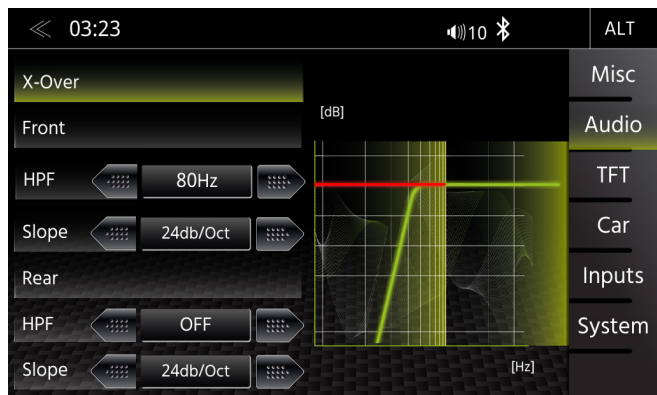 03:23 10 ALT
X-Over
Front
HPF 80Hz
Slope 24db/Oct
Rear
HPF OFF
Slope 24db/Oct
[dB]
[Hz]
Misc
Audio
TFT
Car
Inputs
System